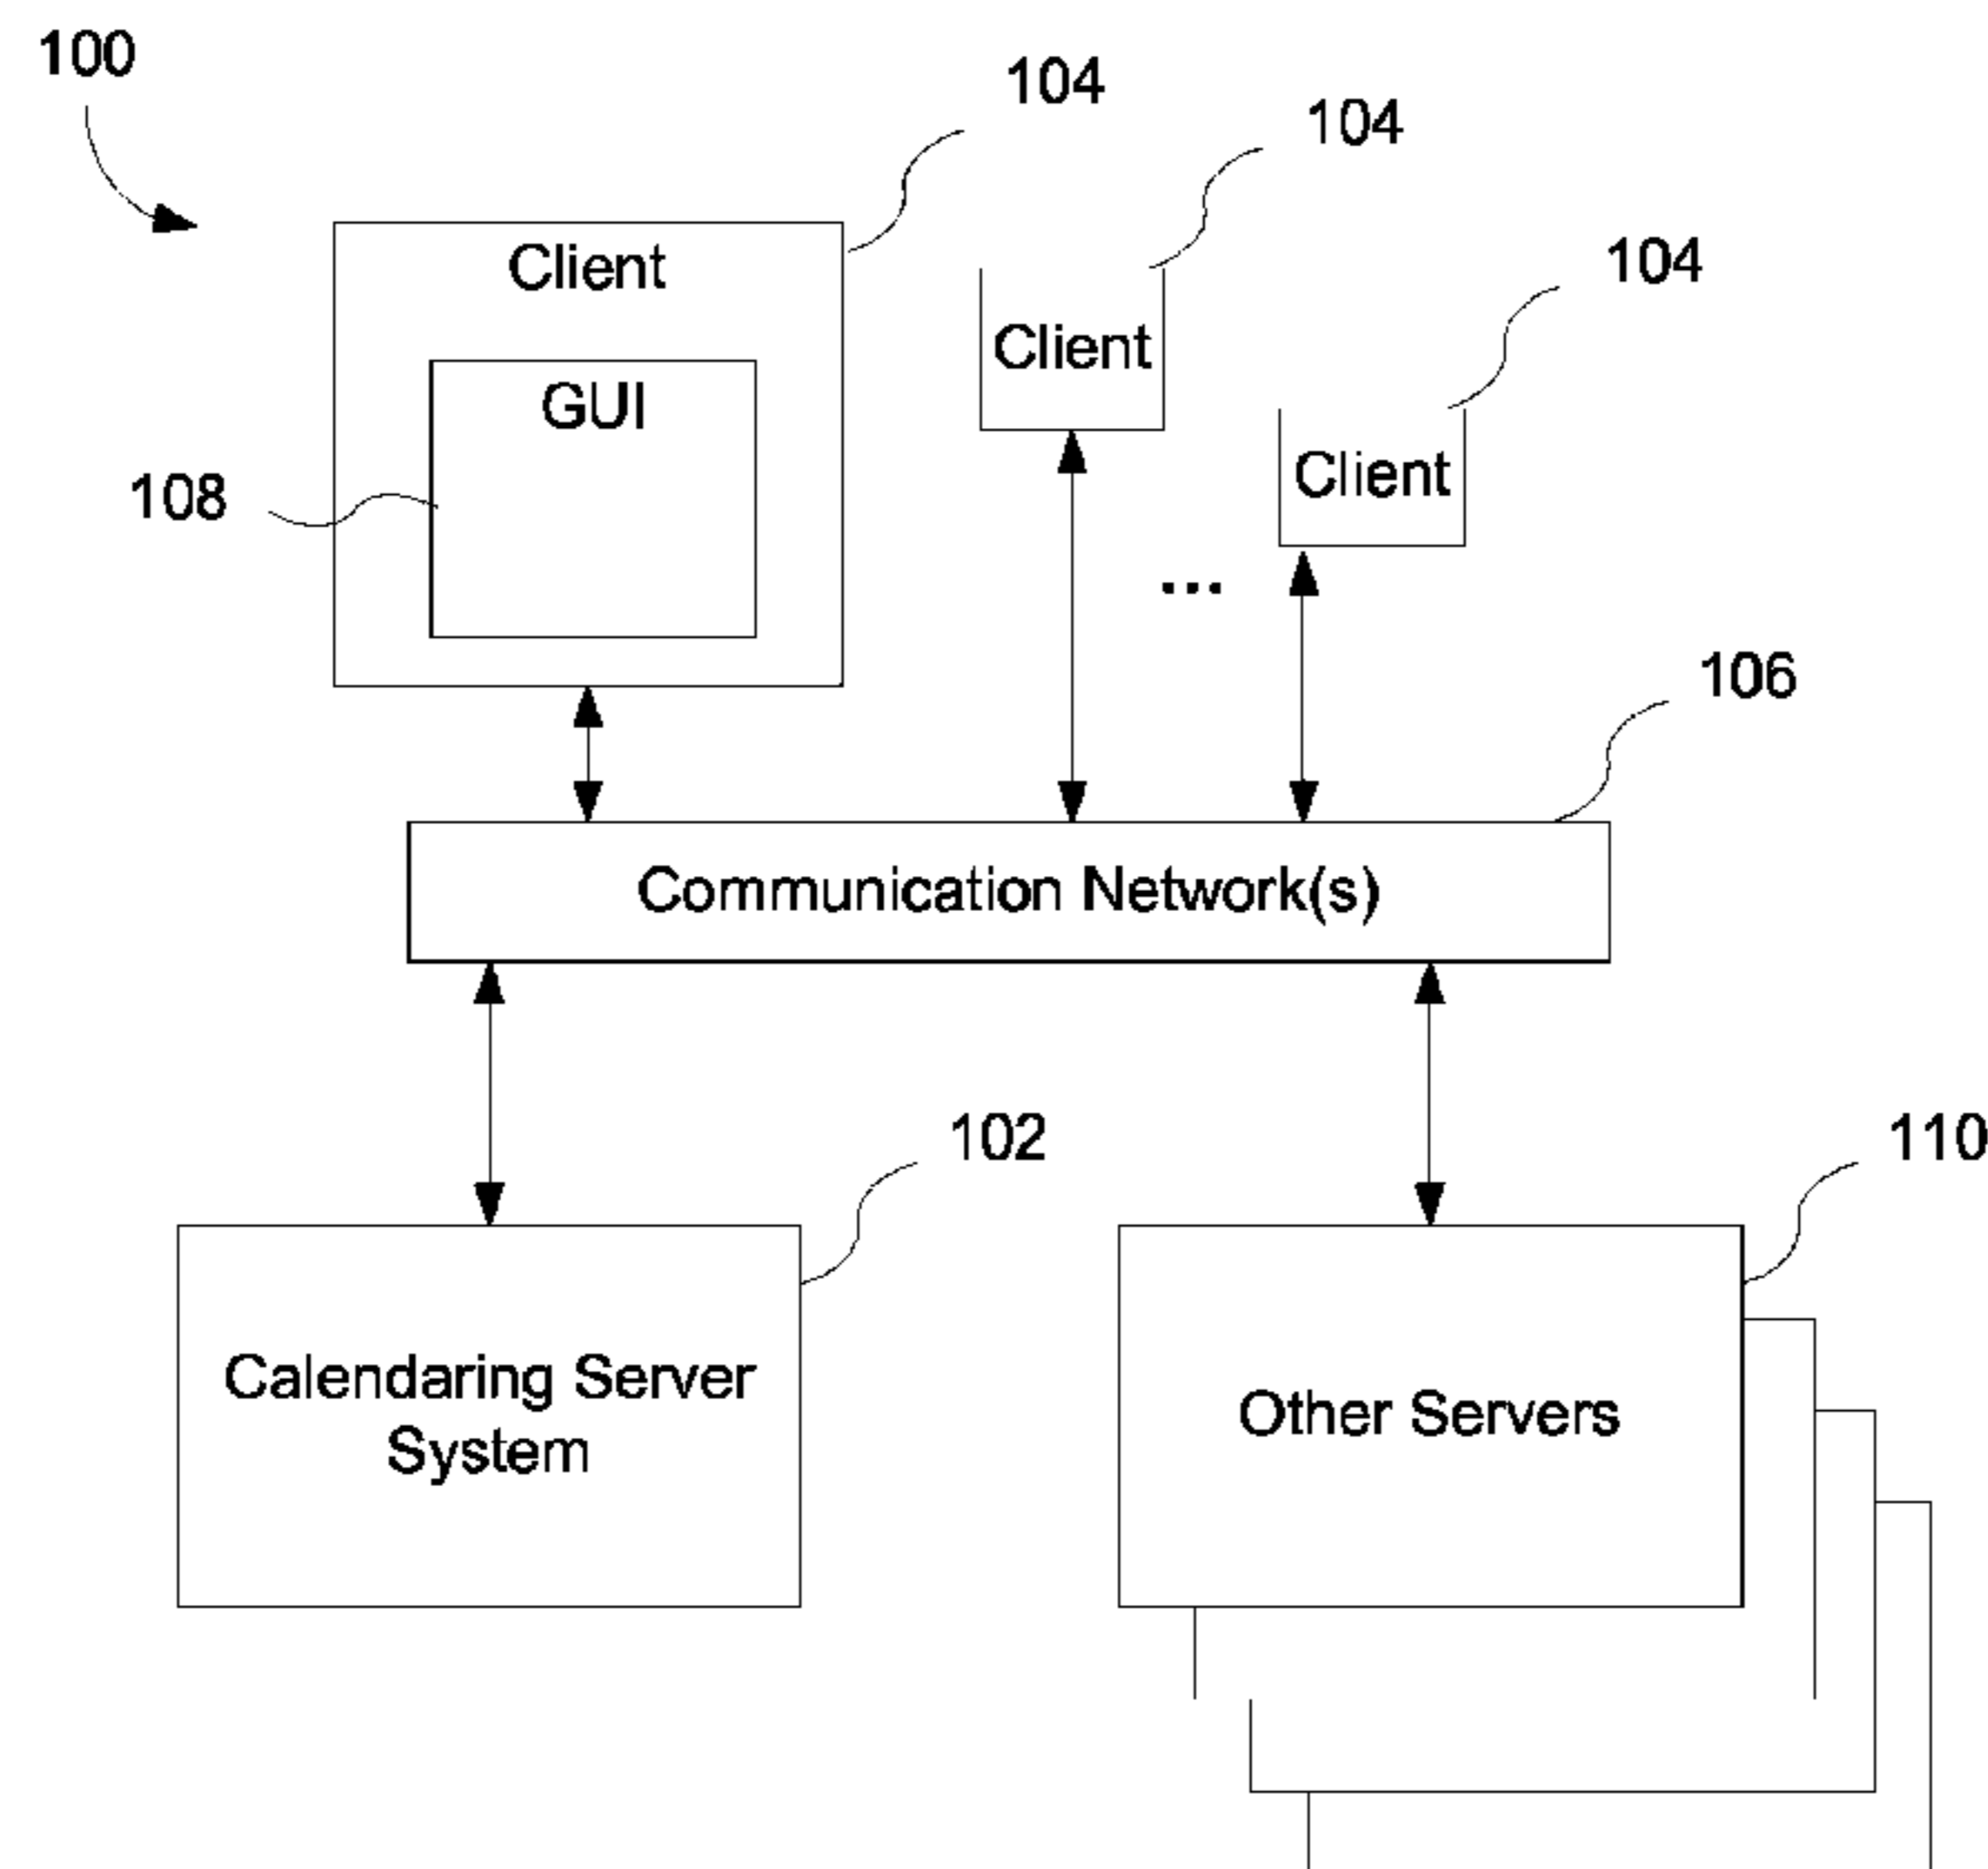 100
104
104
104
Client
Client
GUI
Client
108
...
106
Communication Network(s)
102
110
Calendaring Server
System
Other Servers